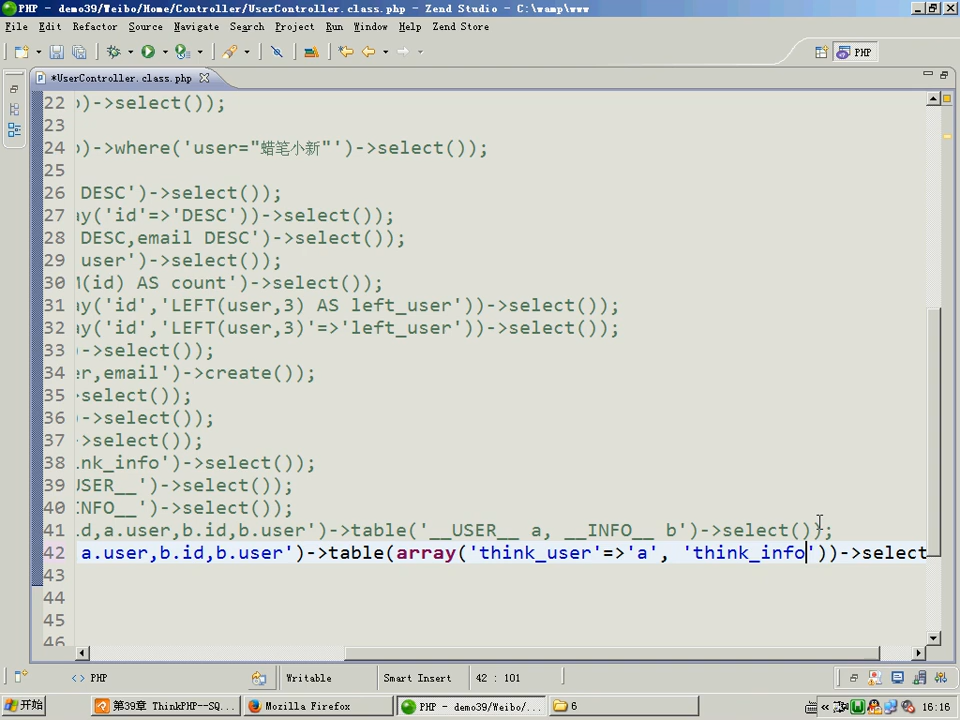 PHP - demo39/Weibo/Home/Controller/UserController.class.php - Zend Studio - C:\wamp\www
File Edit Refactor Source Navigate Search Project Run Window Help Zend Store
PHP
*UserController.class.php
22 )->select());
23
24 )->where('user="蜡笔小新"')->select());
25
26 DESC')->select());
27 ay('id'=>'DESC'))->select());
28 DESC,email DESC')->select());
29 user')->select());
30 M(id) AS count')->select());
31 ay('id','LEFT(user,3) AS left_user'))->select());
32 ay('id','LEFT(user,3)'=>'left_user'))->select());
33 )->select());
34 er,email')->create());
35 >select());
36 )->select());
37 ->select());
38 ink_info')->select());
39 USER__')->select());
40 INFO__')->select());
41 id,a.user,b.id,b.user')->table('__USER__ a, __INFO__ b')->select());
42 a.user,b.id,b.user')->table(array('think_user'=>'a', 'think_info'))->select
43
44
45
46
PHP Writable Smart Insert 42 : 101
开始 第39章 ThinkPHP--SQ... Mozilla Firefox PHP - demo39/Weibo/... 6 16:16